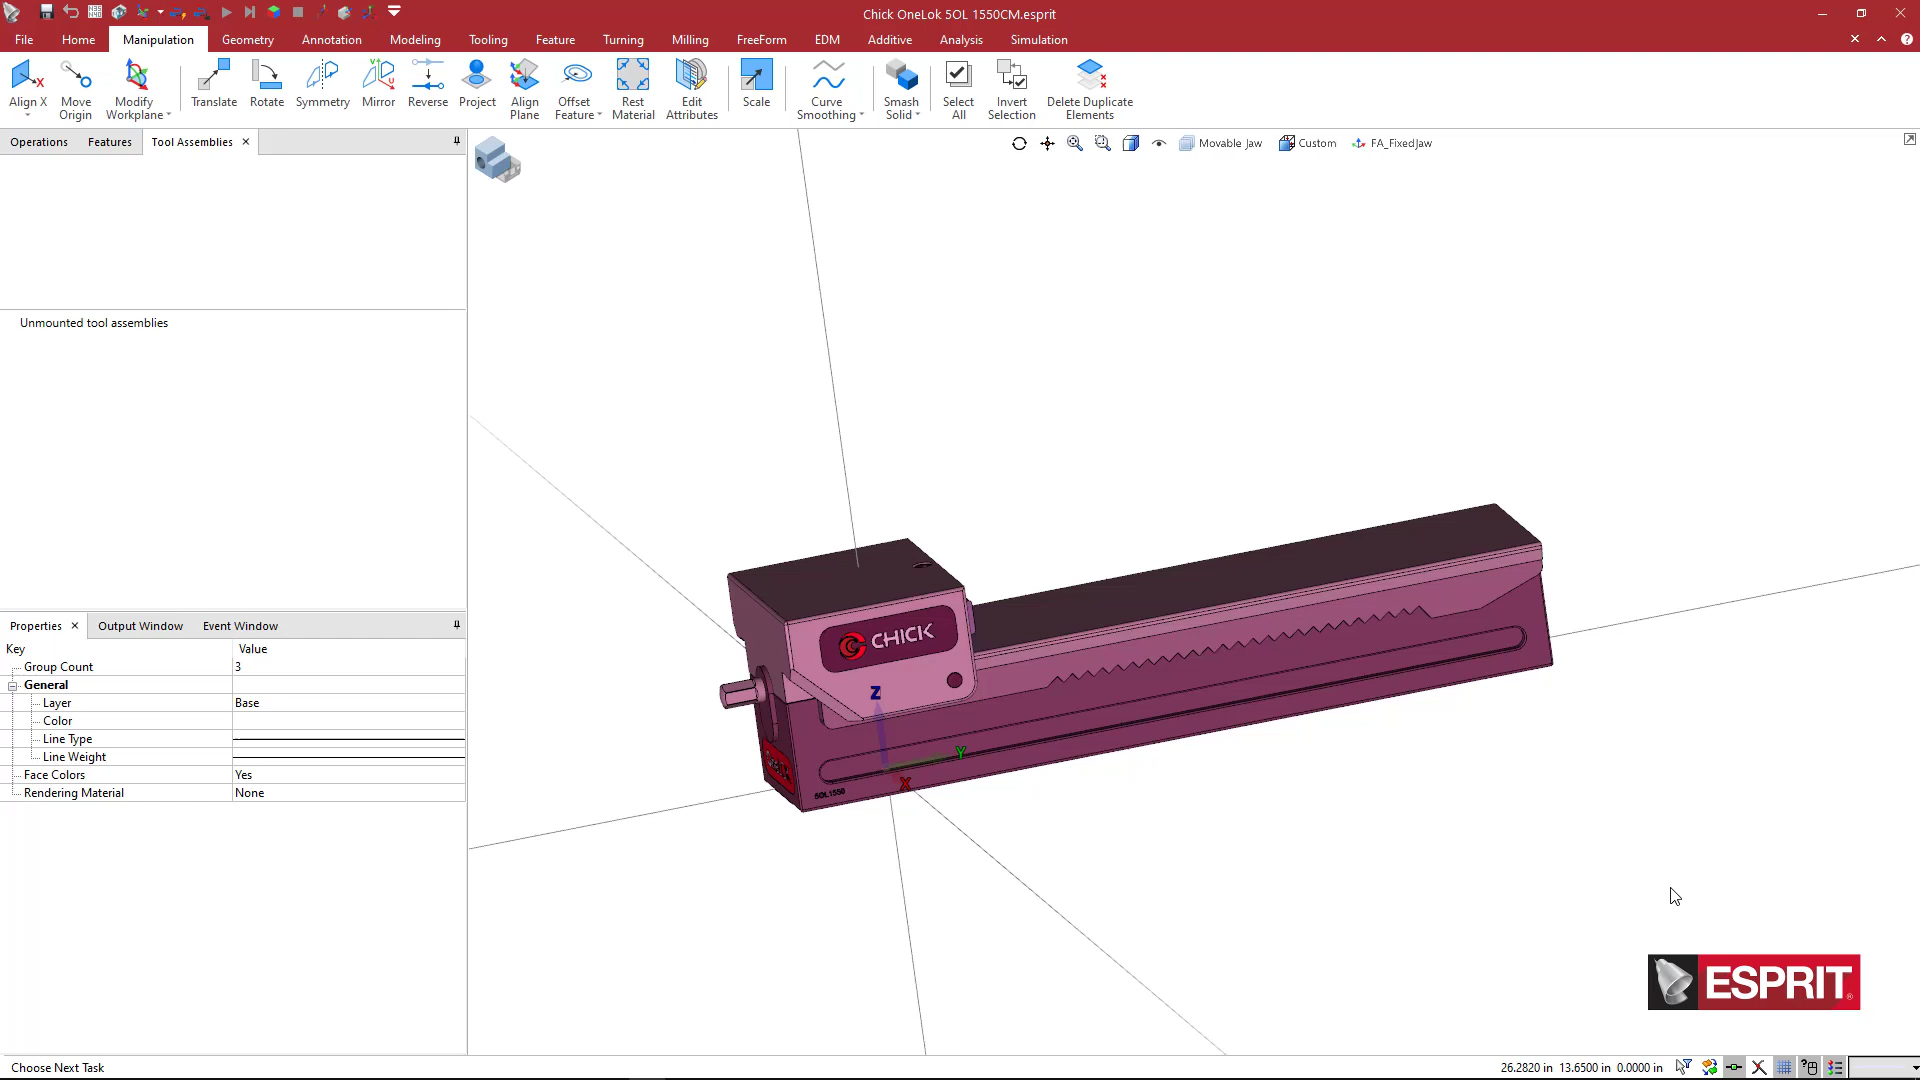 Chick OneLok 5OL 1550CM.esprit
File Home Manipulation Geometry Annotation Modeling Tooling Feature Turning Milling FreeForm EDM Additive Analysis Simulation
Align X
Move Origin
Modify Workplane
Translate
Rotate
Symmetry
Mirror
Reverse
Project
Align Plane
Offset Feature
Rest Material
Edit Attributes
Scale
Curve Smoothing
Smash Solid
Select All
Invert Selection
Delete Duplicate Elements
Operations Features Tool Assemblies
Movable Jaw Custom FA_FixedJaw
Unmounted tool assemblies
CHICK
Z
Y
X
5OL1550
Properties Output Window Event Window
Key Value
Group Count 3
General
Layer Base
Color
Line Type
Line Weight
Face Colors Yes
Rendering Material None
ESPRIT
Choose Next Task
26.2820 in 13.6500 in 0.0000 in